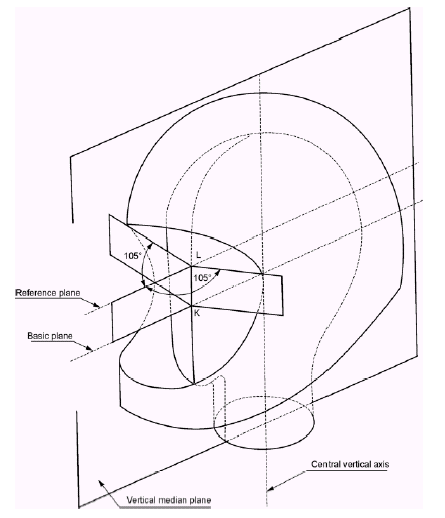 L
105°
105°
Reference plane
K
Basic plane
Central vertical axis
Vertical median plane